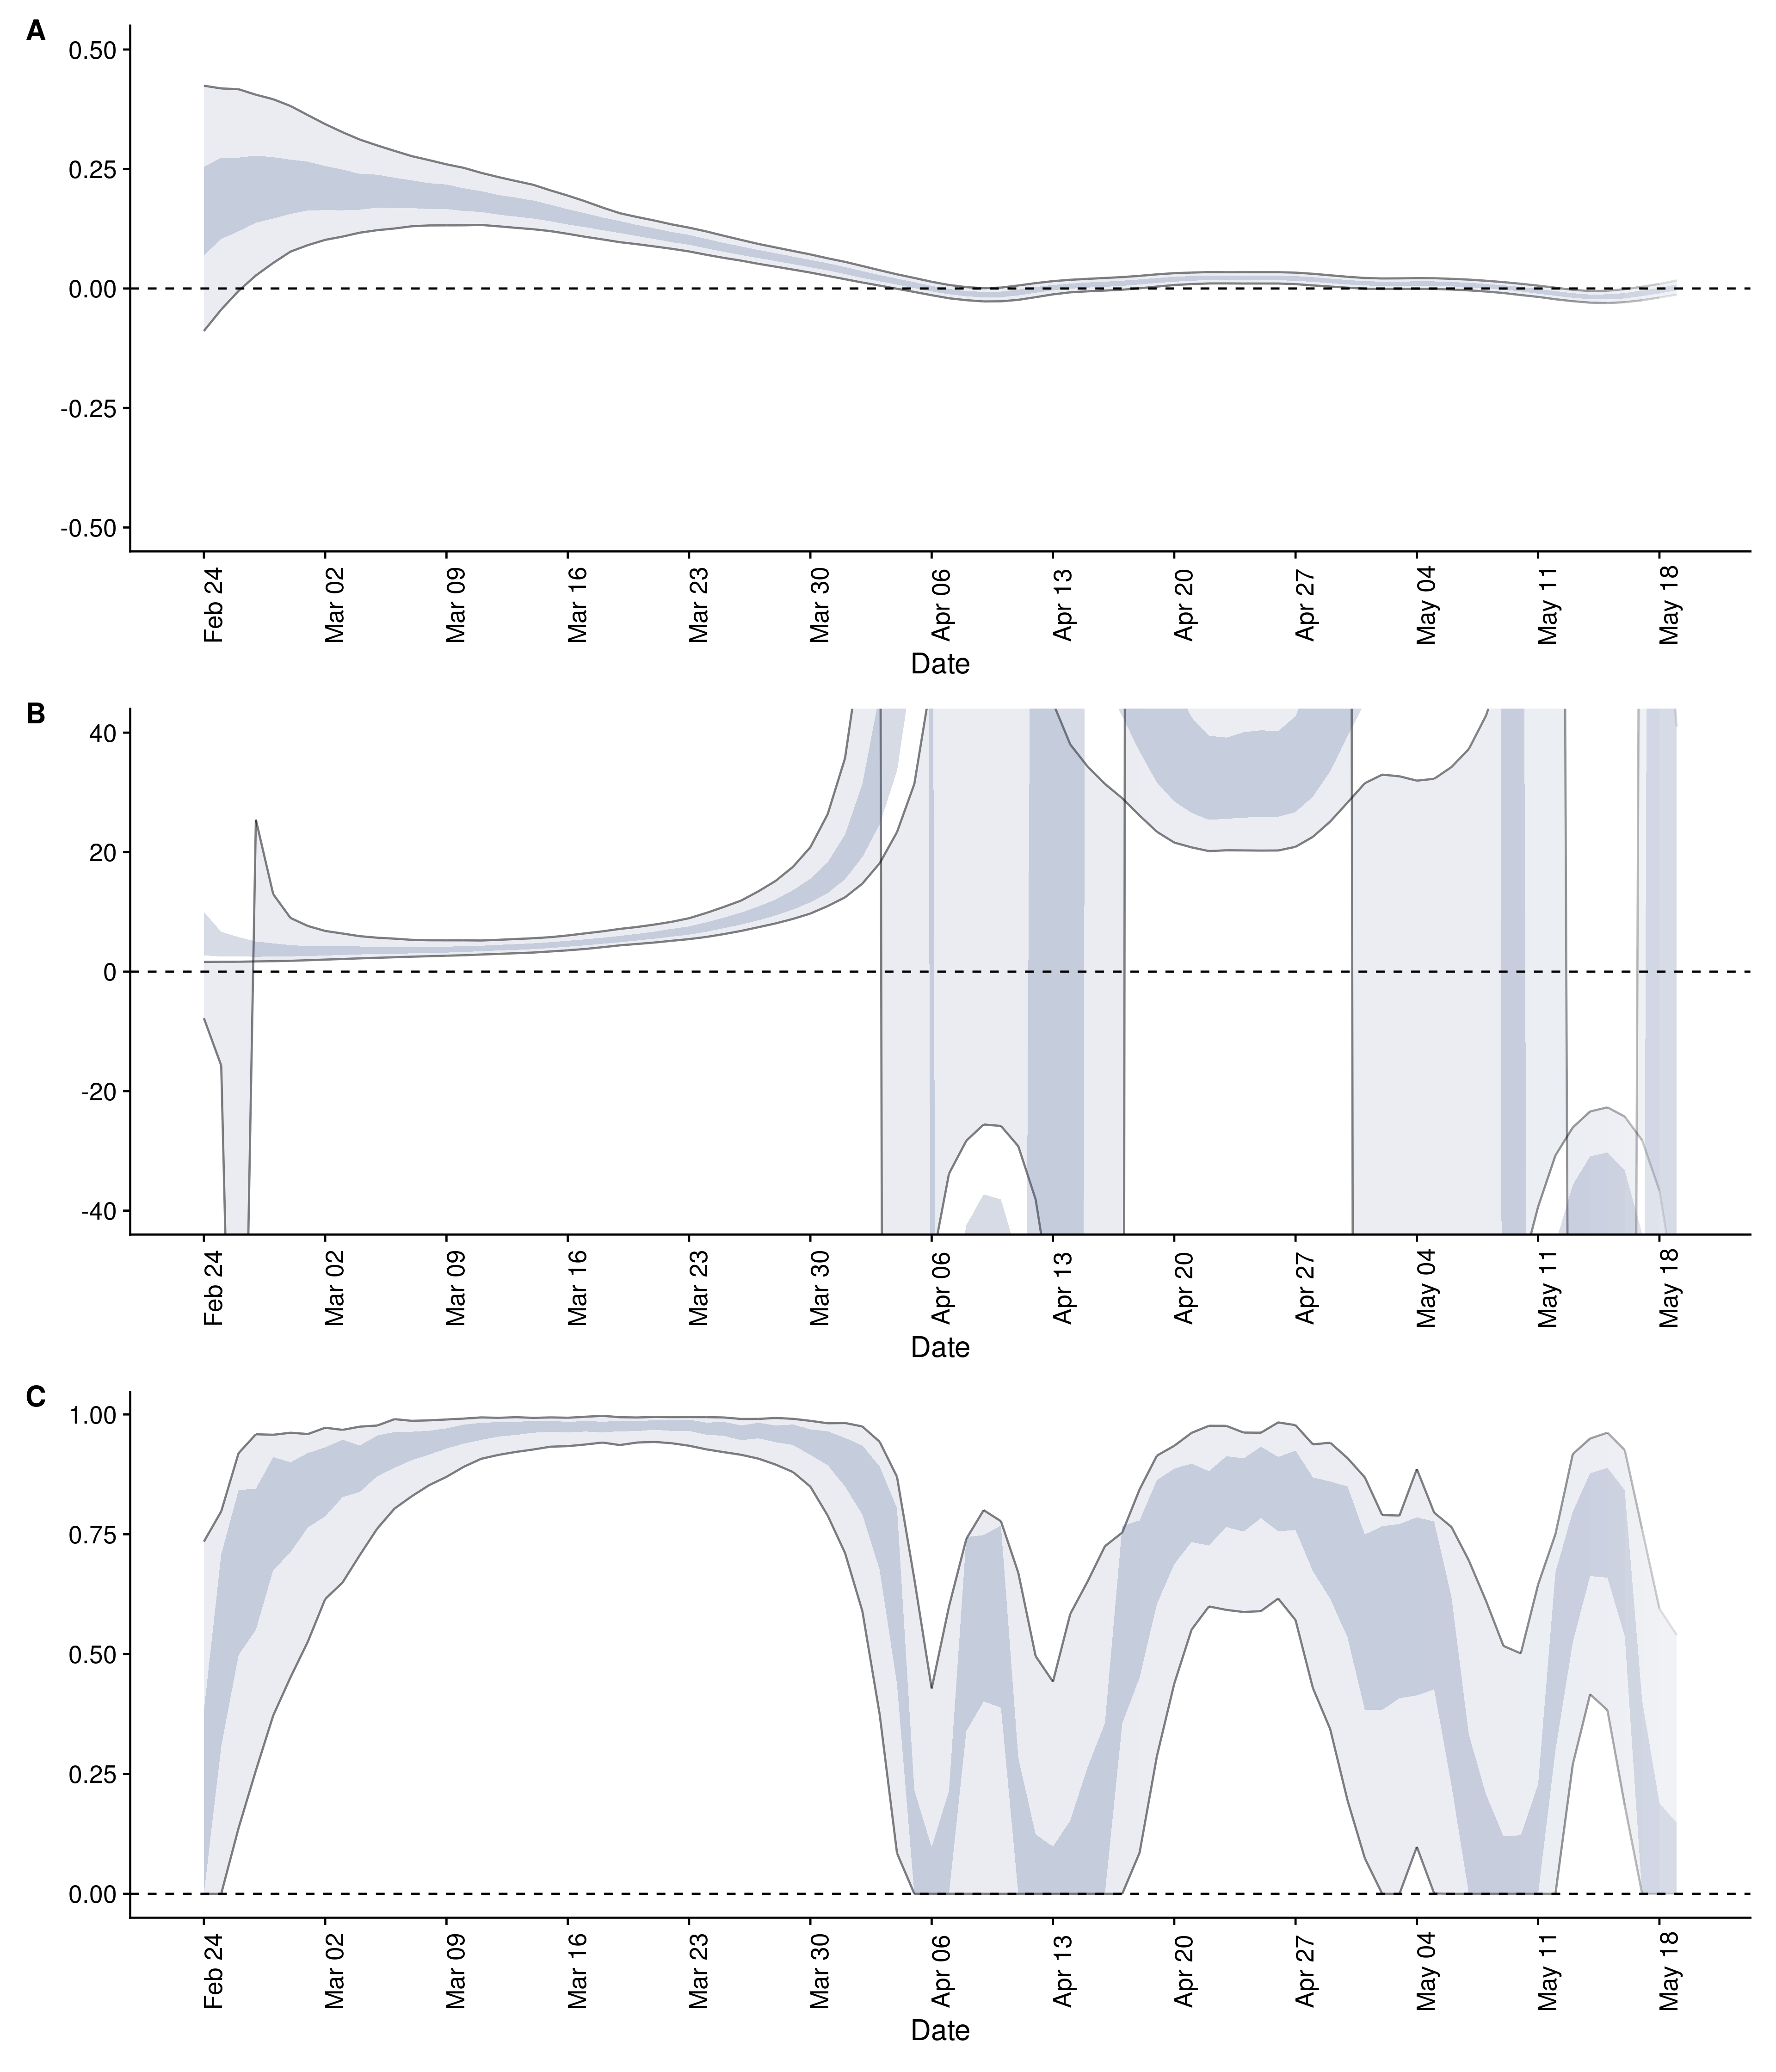 A
0.50
0.25
0.00
-0.25
-0.50
Feb 24
Mar 02
Mar 09
Mar 16
Mar 23
Mar 30
Apr 06
Apr 13
Apr 20
Apr 27
May 04
May 11
May 18
Date
B
40
20
0
-20
-40
Feb 24
Mar 02
Mar 09
Mar 16
Mar 23
Mar 30
Apr 06
Apr 13
Apr 20
Apr 27
May 04
May 11
May 18
Date
C
1.00
0.75
0.50
0.25
0.00
Feb 24
Mar 02
Mar 09
Mar 16
Mar 23
Mar 30
Apr 06
Apr 13
Apr 20
Apr 27
May 04
May 11
May 18
Date